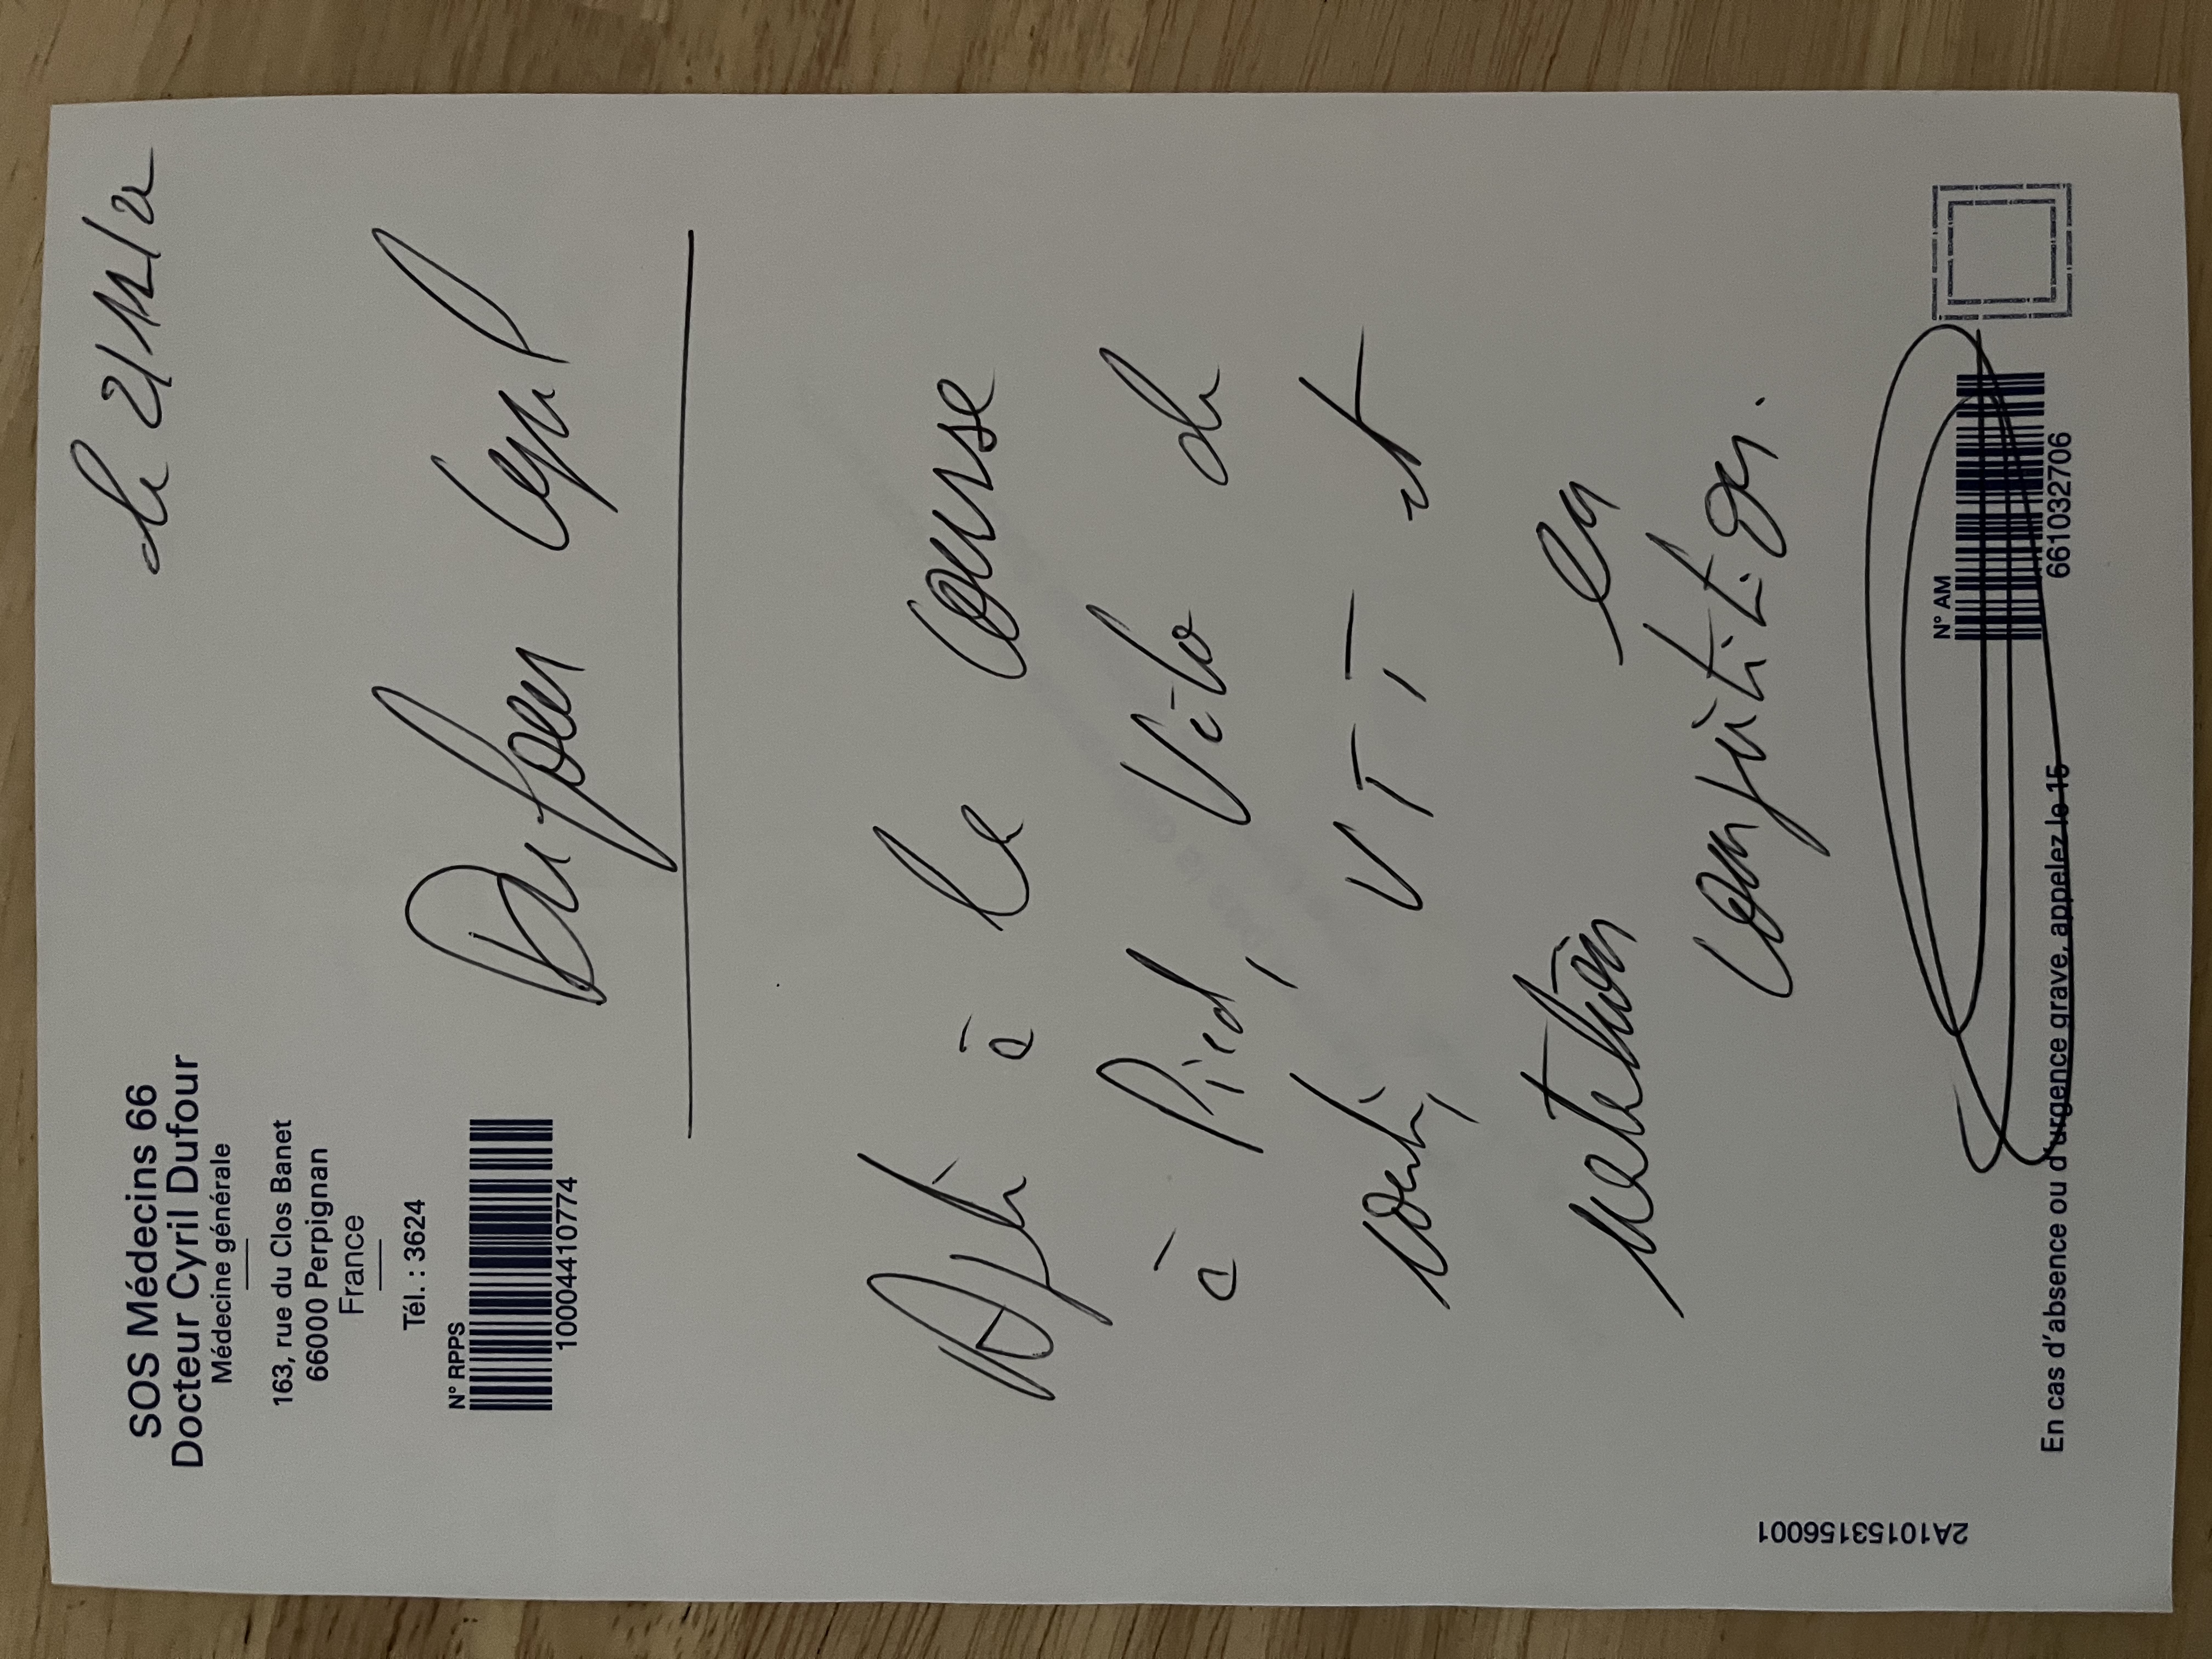 SOS Médecins 66
Docteur Cyril Dufour
Médecine générale
163, rue du Clos Banet
66000 Perpignan
France
Tél. : 3624
N° RPPS
10004410774
le 21/12/22
Dufour Cyril
Apte à la Course
à Pied, Vélo de
route, VTT et
natation en
compétition.
N° AM
661032706
En cas d'absence ou d'urgence grave, appelez le 15
2A10153156001